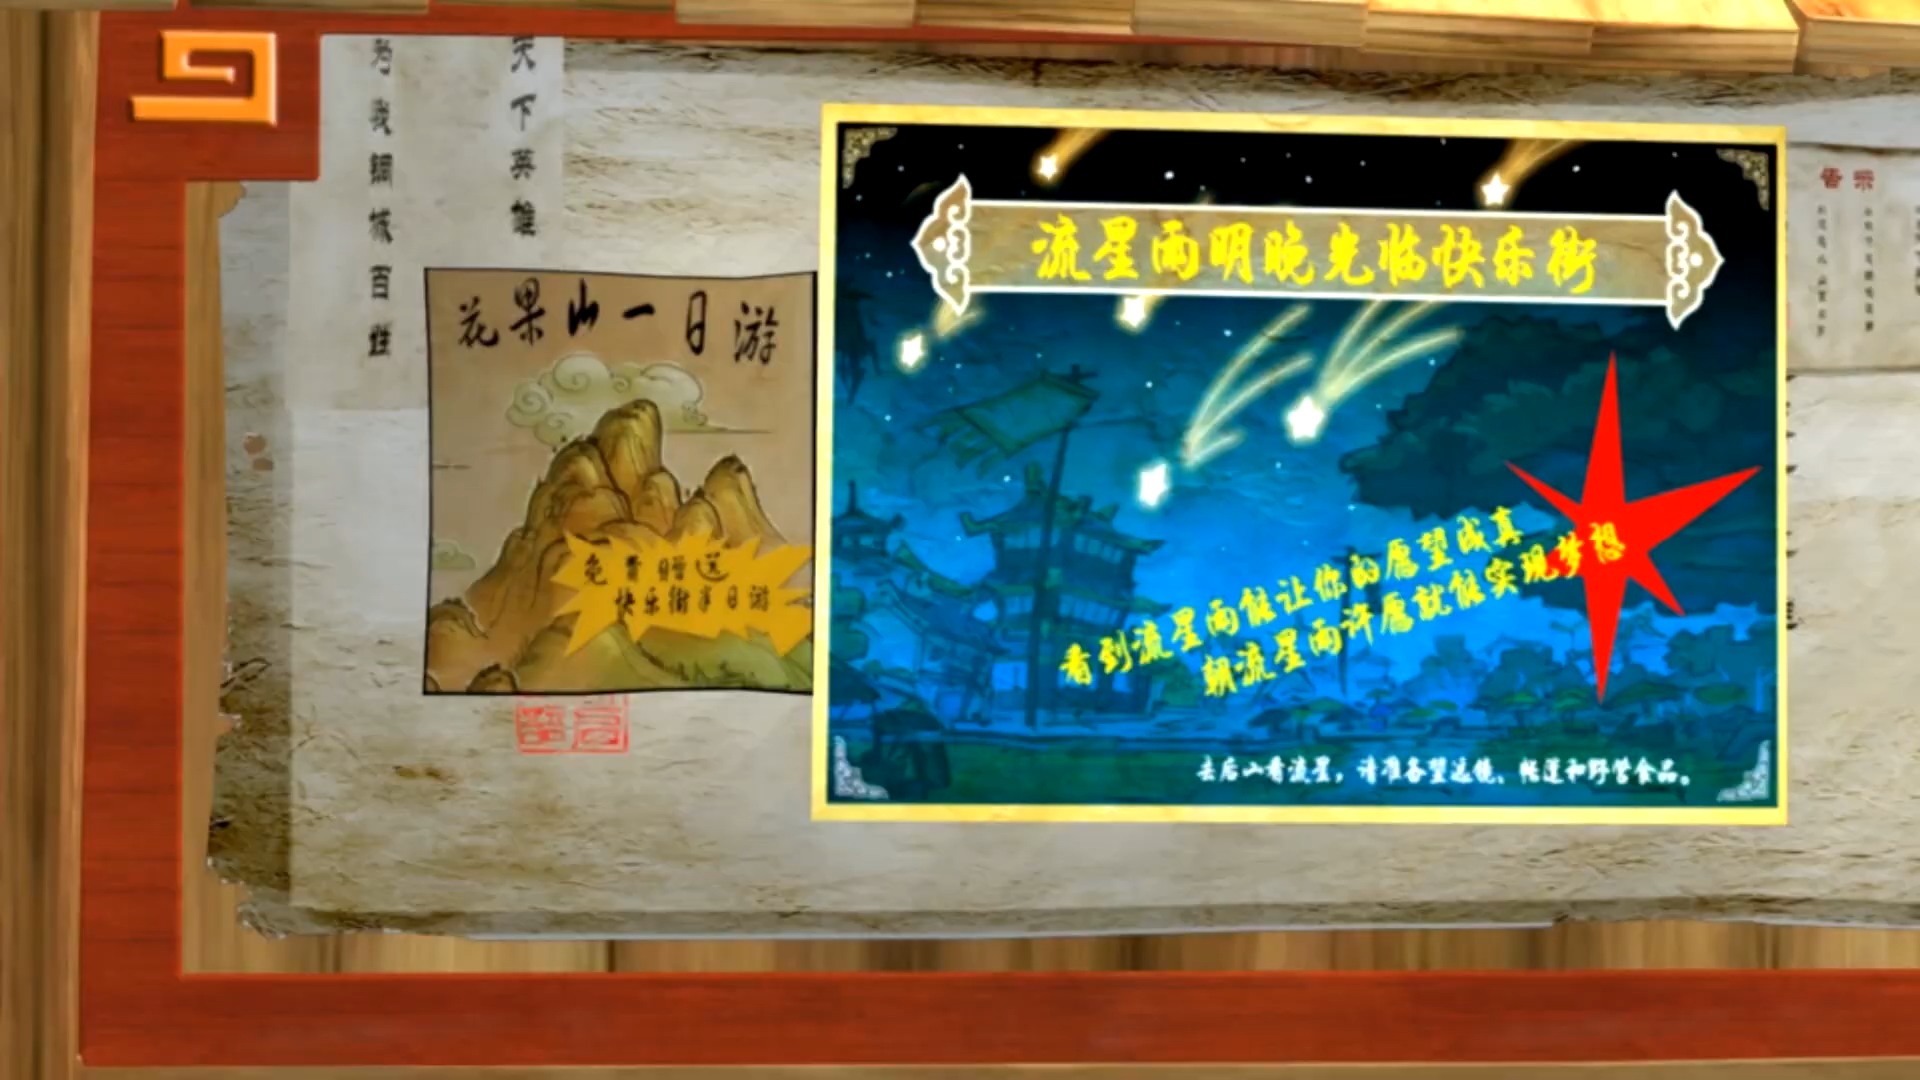 天下英雄
为我铜城百姓
花果山一日游
免费赠送
快乐街半日游
流星雨明晚光临快乐街
看到流星雨能让你的愿望成真
朝流星雨许愿就能实现梦想
去后山看流星，请准备望远镜、帐篷和野营食品。
告示